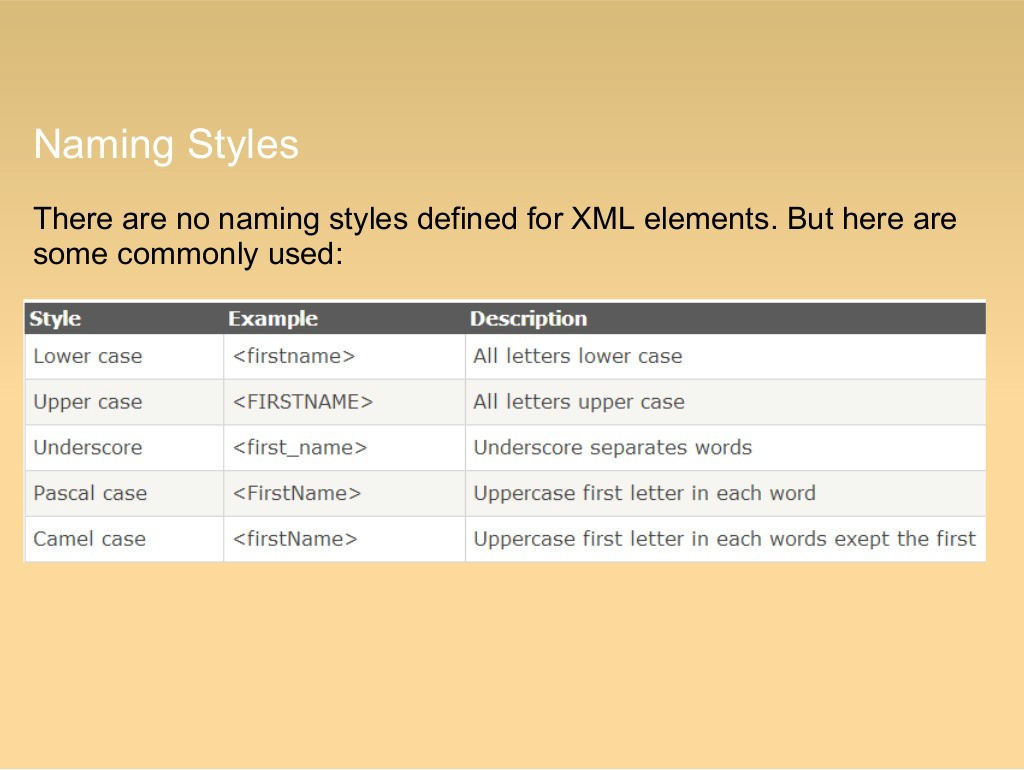 Naming Styles
There are no naming styles defined for XML elements. But here are
some commonly used:
Style Example Description
Lower case <firstname> All letters lower case
Upper case <FIRSTNAME> All letters upper case
Underscore <first_name> Underscore separates words
Pascal case <FirstName> Uppercase first letter in each word
Camel case <firstName> Uppercase first letter in each words exept the first